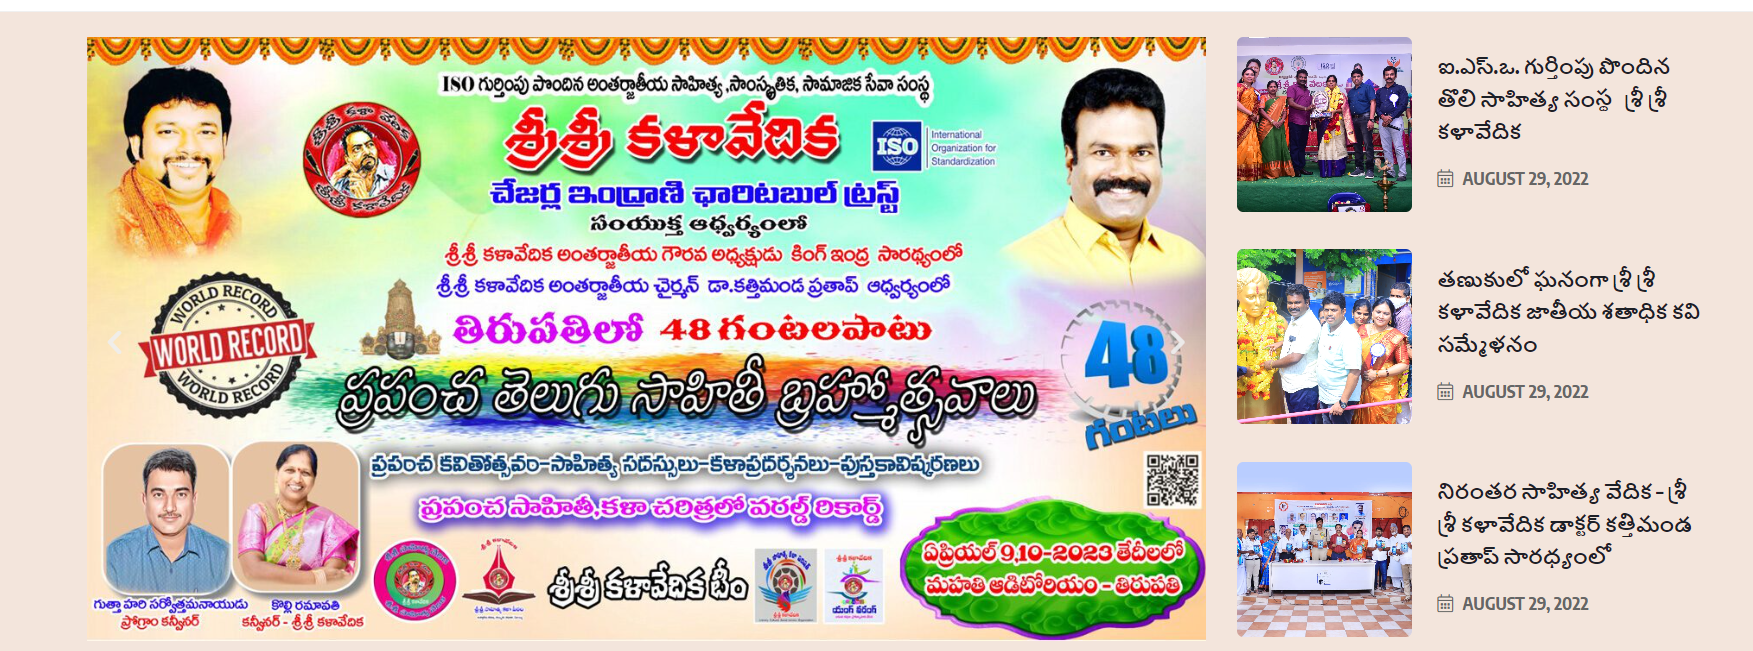 ISO గుర్తింపు పొందిన అంతర్జాతీయ సాహిత్య ,సాంస్కృతిక, సామాజిక సేవా సంస్థ
శ్రీశ్రీ కళావేదిక
శ్రీశ్రీ కళా వేదిక
శ్రీశ్రీ కళావేదిక
ISO
International
Organization for
Standardization
చేజర్ల ఇంద్రాణి ఛారిటబుల్ ట్రస్ట్
సంయుక్త ఆధ్వర్యంలో
శ్రీశ్రీ కళావేదిక అంతర్జాతీయ గౌరవ అధ్యక్షుడు కింగ్ ఇంద్ర సారథ్యంలో
శ్రీశ్రీ కళావేదిక అంతర్జాతీయ చైర్మన్ డా.కత్తిమండ ప్రతాప్ ఆధ్వర్యంలో
తిరుపతిలో 48 గంటలపాటు
WORLD RECORD
WORLD RECORD
WORLD RECORD
48
గంటలు
ప్రపంచ తెలుగు సాహితీ బ్రహ్మోత్సవాలు
ప్రపంచ కవితోత్సవం-సాహిత్య సదస్సులు-కళాప్రదర్శనలు-పుస్తకావిష్కరణలు
ప్రపంచ సాహితీ,కళా చరిత్రలో వరల్డ్ రికార్డ్
ఏప్రియల్ 9,10-2023 తేదీలలో
మహతి ఆడిటోరియం - తిరుపతి
శ్రీశ్రీ కళావేదిక టీం
యంగ్ వరంగ్
గుత్తా హరి సర్వోత్తమనాయుడు
ప్రోగ్రాం కన్వీనర్
కొల్లి రమావతి
కన్వీనర్ - శ్రీశ్రీ కళావేదిక
ఐ.ఎస్.ఒ. గుర్తింపు పొందిన
తొలి సాహిత్య సంస్థ శ్రీ శ్రీ
కళావేదిక
AUGUST 29, 2022
తణుకులో ఘనంగా శ్రీ శ్రీ
కళావేదిక జాతీయ శతాధిక కవి
సమ్మేళనం
AUGUST 29, 2022
నిరంతర సాహిత్య వేదిక - శ్రీ
శ్రీ కళావేదిక డాక్టర్ కత్తిమండ
ప్రతాప్ సారధ్యంలో
AUGUST 29, 2022